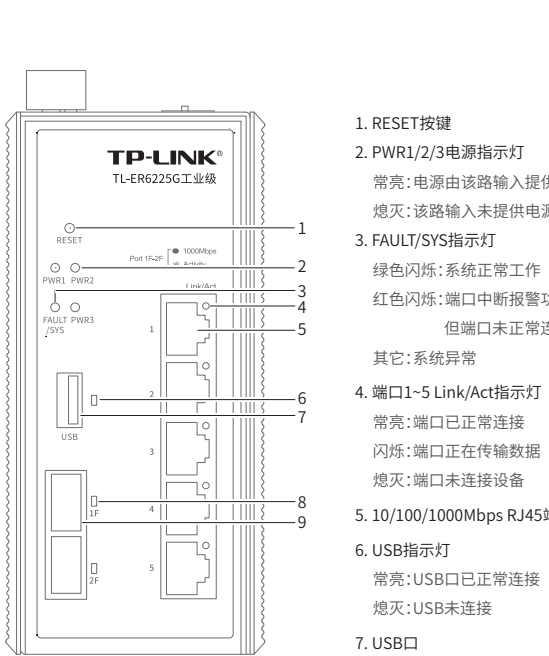 TP-LINK®
TL-ER6225G工业级
RESET
Port 1F-2F
1000Mbps
Activity
PWR1 PWR2
Link/Act
FAULT PWR3
/SYS
1
2
USB
3
1F
4
2F
5
1
2
3
4
5
6
7
8
9
1. RESET按键
2. PWR1/2/3电源指示灯
常亮:电源由该路输入提
熄灭:该路输入未提供电
3. FAULT/SYS指示灯
绿色闪烁:系统正常工作
红色闪烁:端口中断报警
但端口未正常
其它:系统异常
4. 端口1~5 Link/Act指示灯
常亮:端口已正常连接
闪烁:端口正在传输数据
熄灭:端口未连接设备
5. 10/100/1000Mbps RJ45
6. USB指示灯
常亮:USB口已正常连接
熄灭:USB未连接
7. USB口